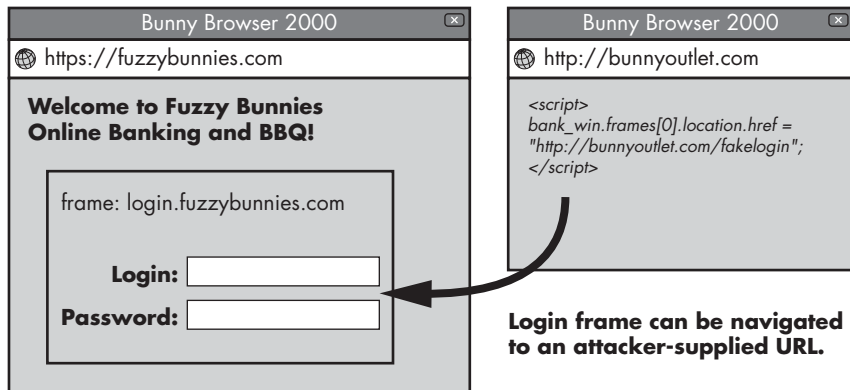 Bunny Browser 2000
https://fuzzybunnies.com
Welcome to Fuzzy Bunnies
Online Banking and BBQ!
frame: login.fuzzybunnies.com
Login:
Password:
Bunny Browser 2000
http://bunnyoutlet.com
<script>
bank_win.frames[0].location.href =
"http://bunnyoutlet.com/fakelogin";
</script>
Login frame can be navigated
to an attacker-supplied URL.